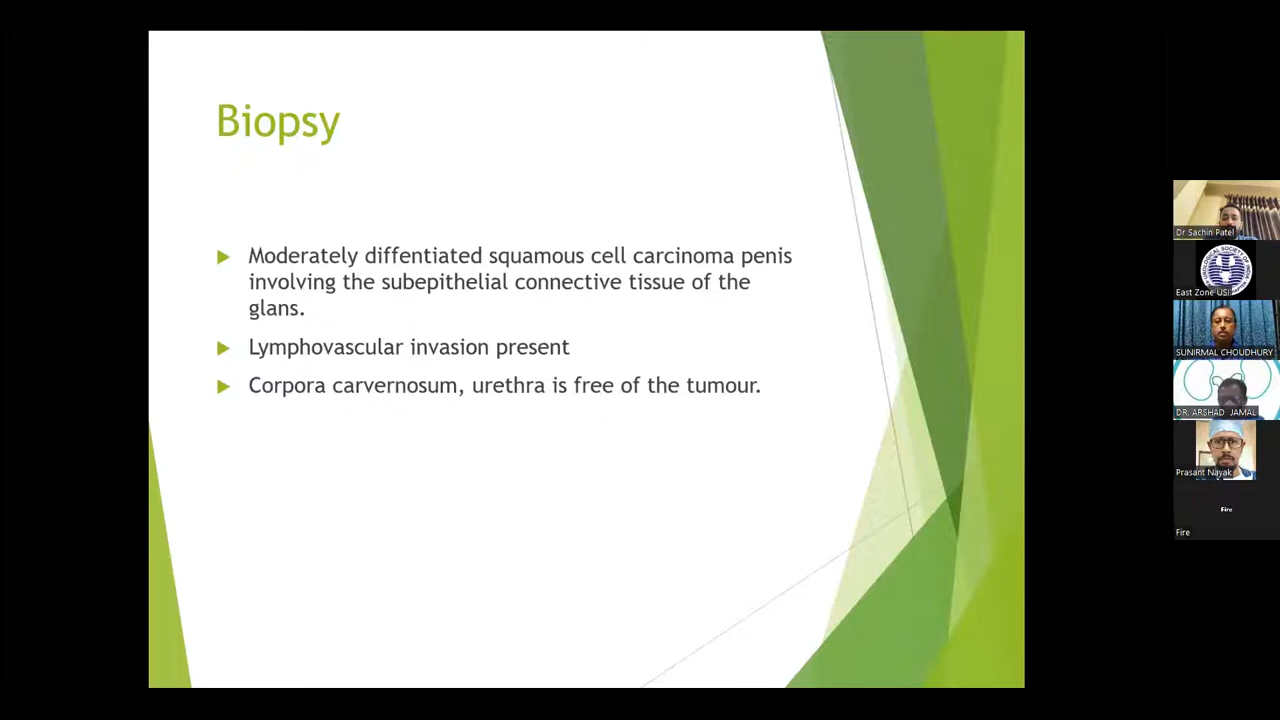 Biopsy
Moderately diffentiated squamous cell carcinoma penis
involving the subepithelial connective tissue of the
glans.
Lymphovascular invasion present
Corpora carvernosum, urethra is free of the tumour.
Dr Sachin Patel
East Zone USI
SUNIRMAL CHOUDHURY
DR. ARSHAD JAMAL
Prasant Nayak
Fire
Fire